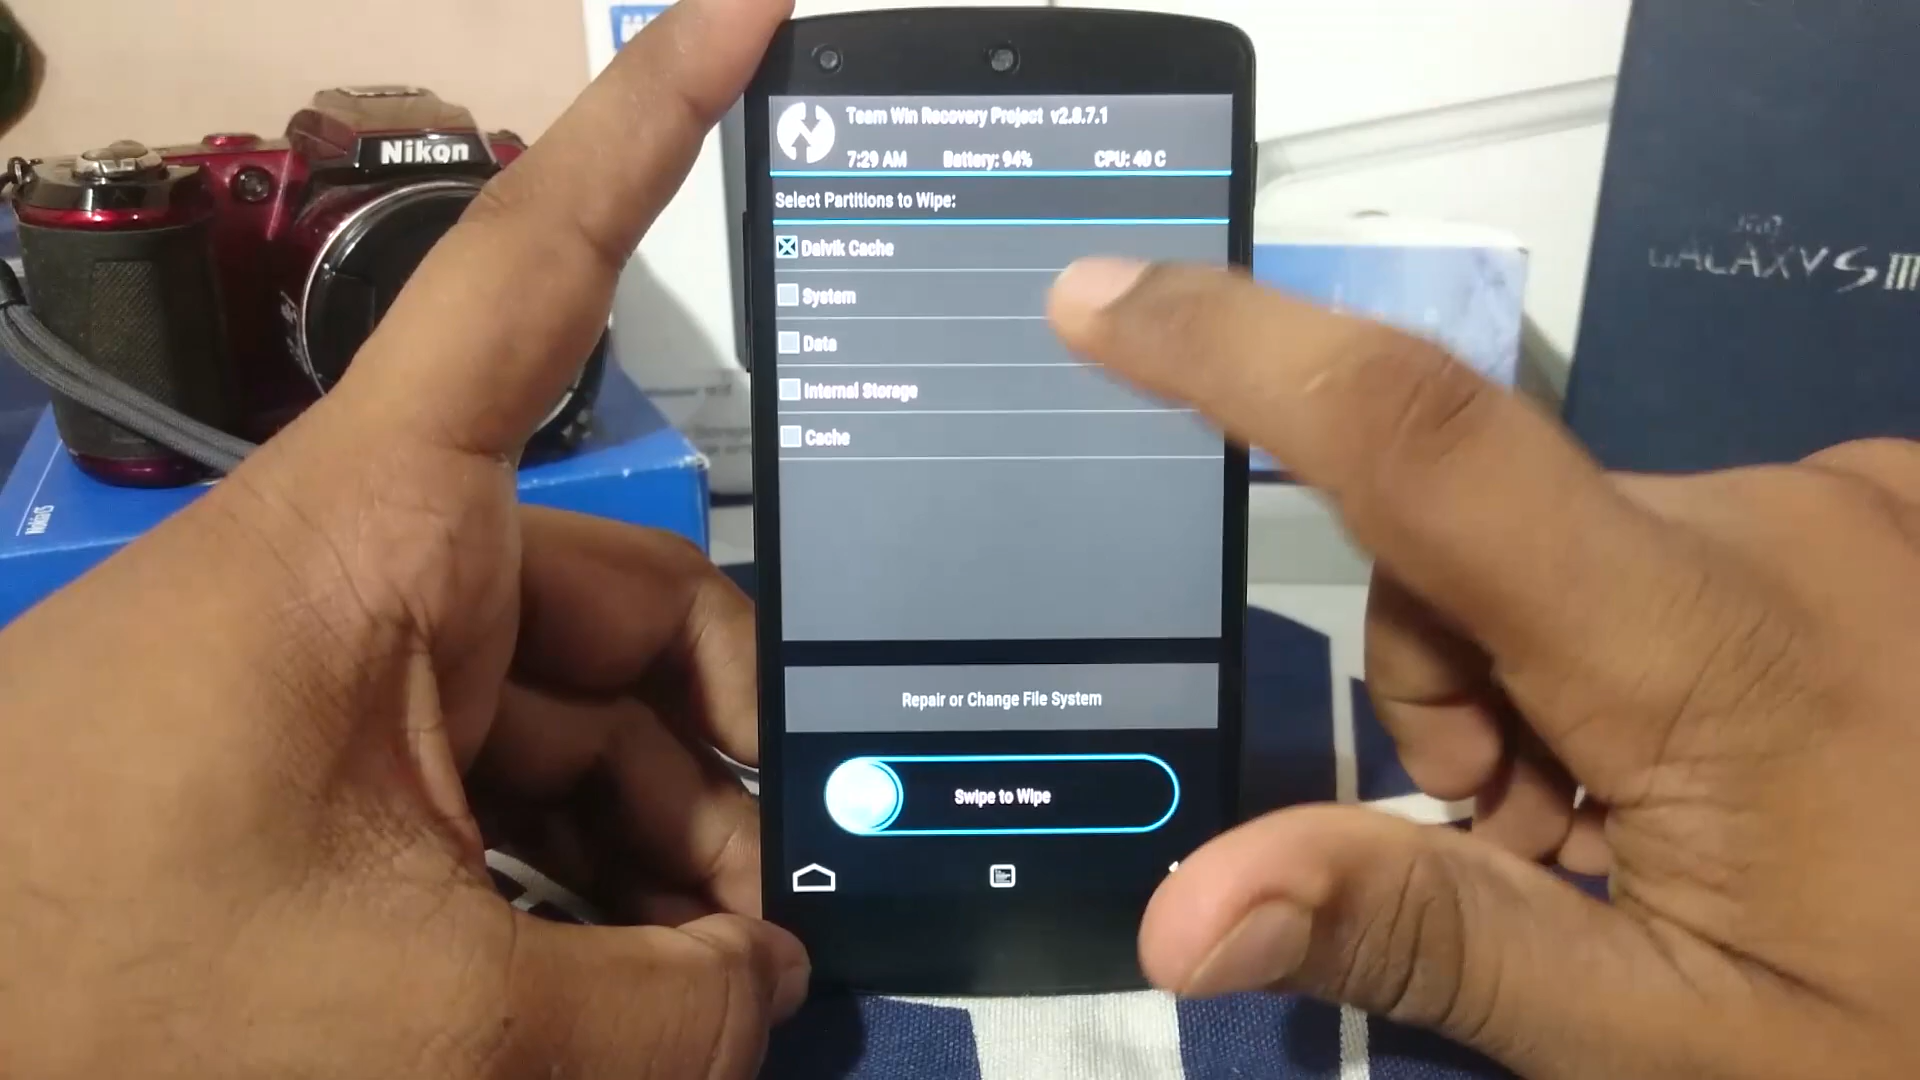 Nikon
Team Win Recovery Project v2.8.7.1
7:29 AM Battery: 94% CPU: 40 C
Select Partitions to Wipe:
Dalvik Cache
System
Data
Internal Storage
Cache
Repair or Change File System
Swipe to Wipe
GALAXY S III